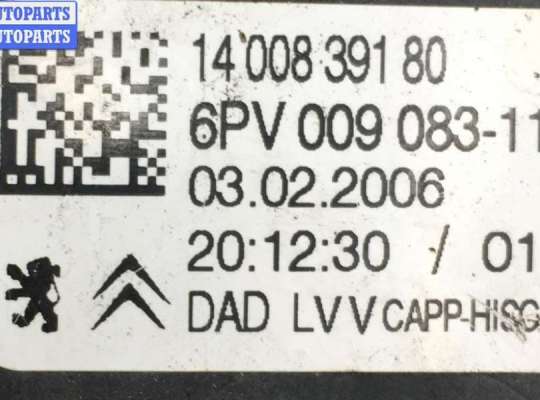 AUTOPARTS
AUTOPARTS
14 008 391 80
6PV 009 083-11
03.02.2006
20:12:30 / 01
DAD LVV CAPP-HISG